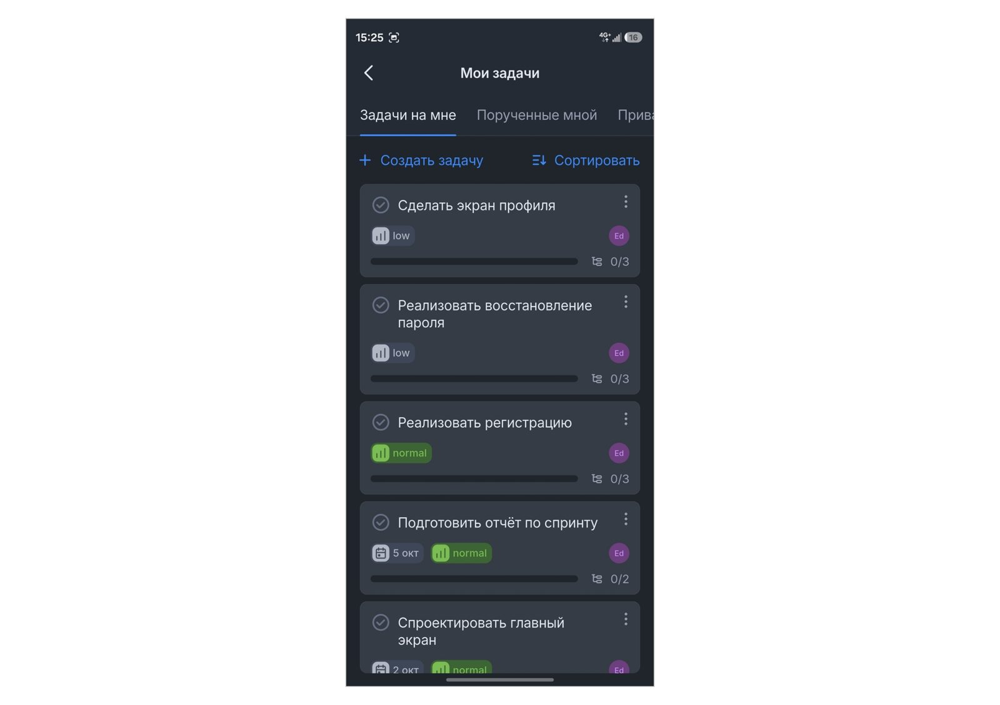 15:25 4G+ 16
Мои задачи
Задачи на мне Порученные мной Прива
Создать задачу Сортировать
Сделать экран профиля
low Ed
0/3
Реализовать восстановление
пароля
low Ed
0/3
Реализовать регистрацию
normal Ed
0/3
Подготовить отчёт по спринту
5 окт normal Ed
0/2
Спроектировать главный
экран
2 окт normal Ed